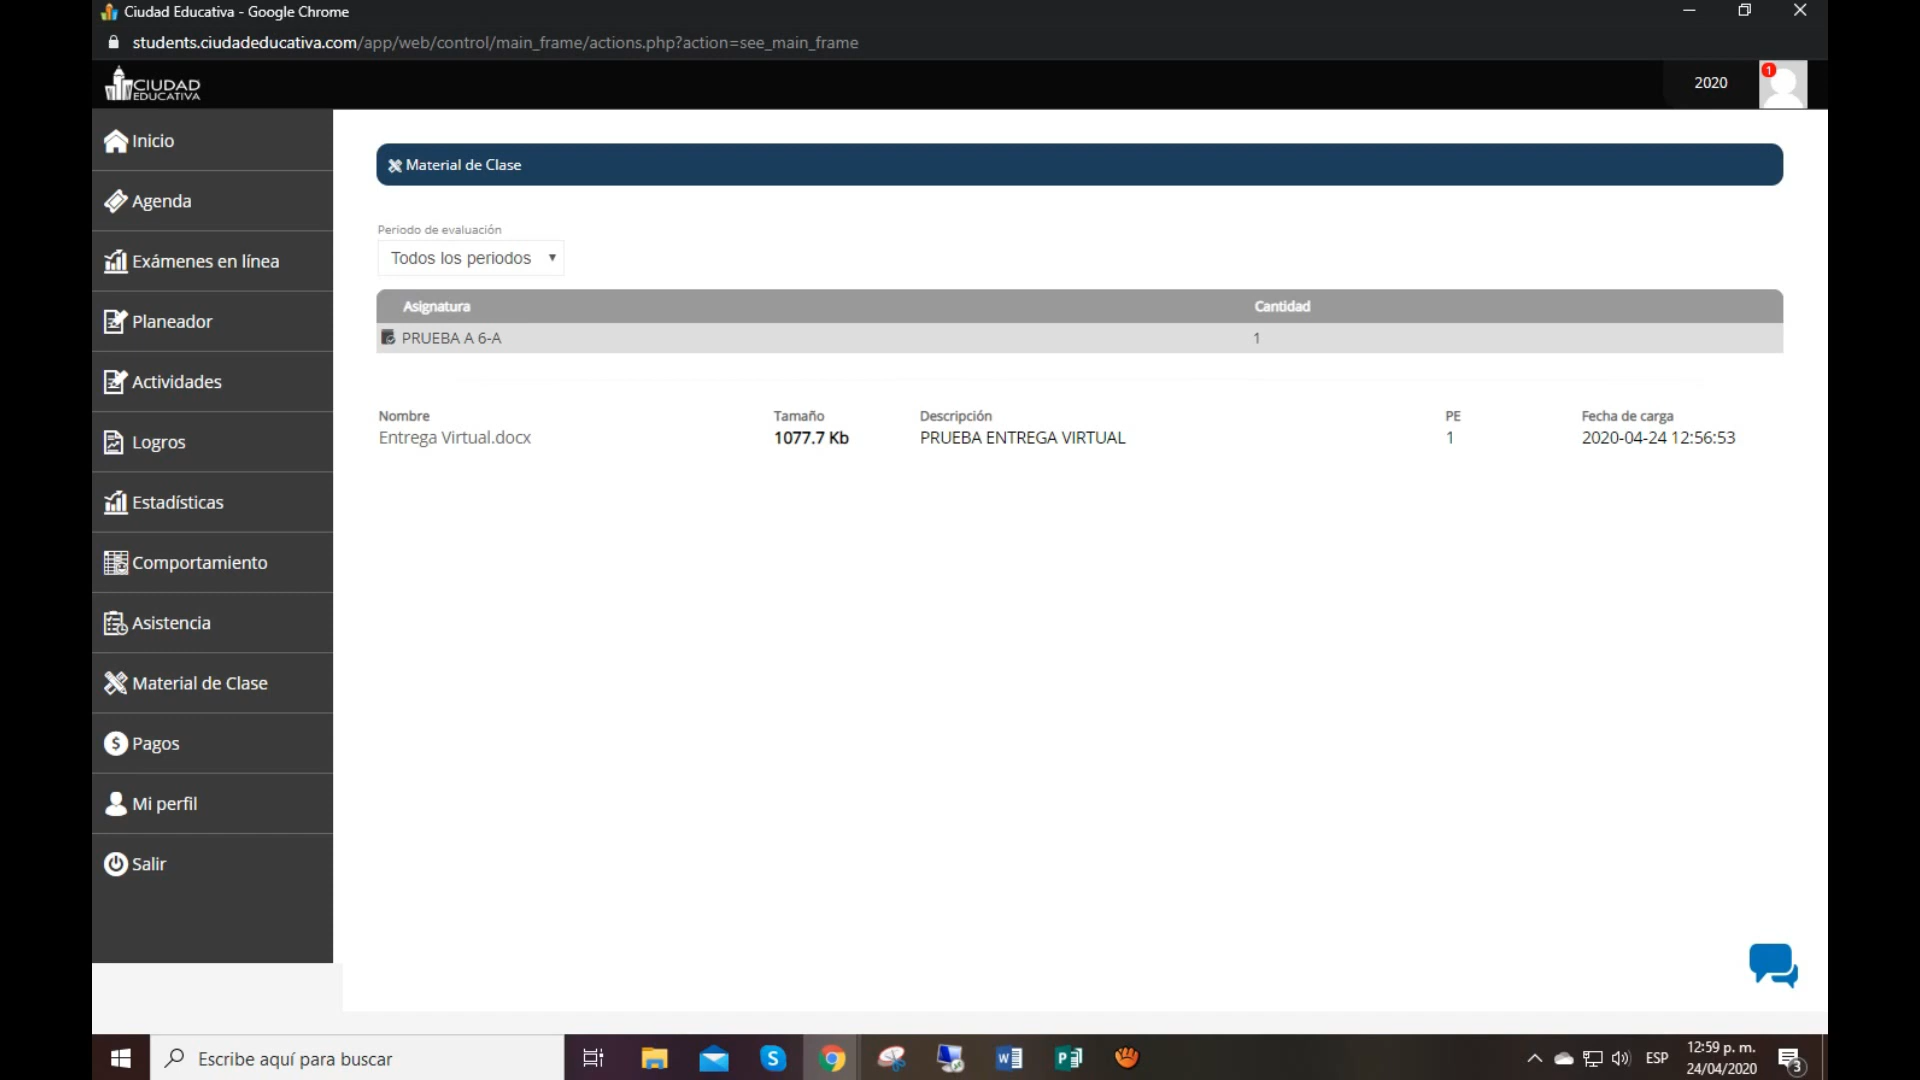 Ciudad Educativa - Google Chrome
students.ciudadeducativa.com/app/web/control/main_frame/actions.php?action=see_main_frame
CIUDAD
EDUCATIVA
2020
1
Inicio
Agenda
Exámenes en línea
Planeador
Actividades
Logros
Estadísticas
Comportamiento
Asistencia
Material de Clase
Pagos
Mi perfil
Salir
Material de Clase
Periodo de evaluación
Todos los periodos
Asignatura Cantidad
PRUEBA A 6-A 1
Nombre Tamaño Descripción PE Fecha de carga
Entrega Virtual.docx 1077.7 Kb PRUEBA ENTREGA VIRTUAL 1 2020-04-24 12:56:53
Escribe aquí para buscar
ESP
12:59 p. m.
24/04/2020
3